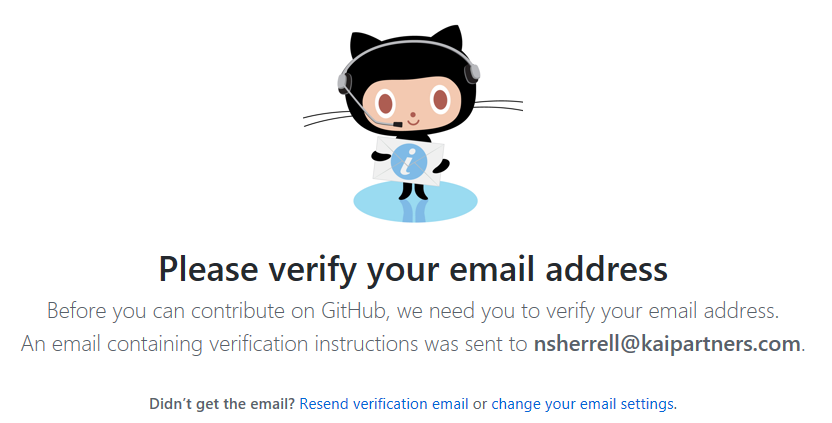 i
Please verify your email address
Before you can contribute on GitHub, we need you to verify your email address.
An email containing verification instructions was sent to nsherrell@kaipartners.com.
Didn't get the email? Resend verification email or change your email settings.